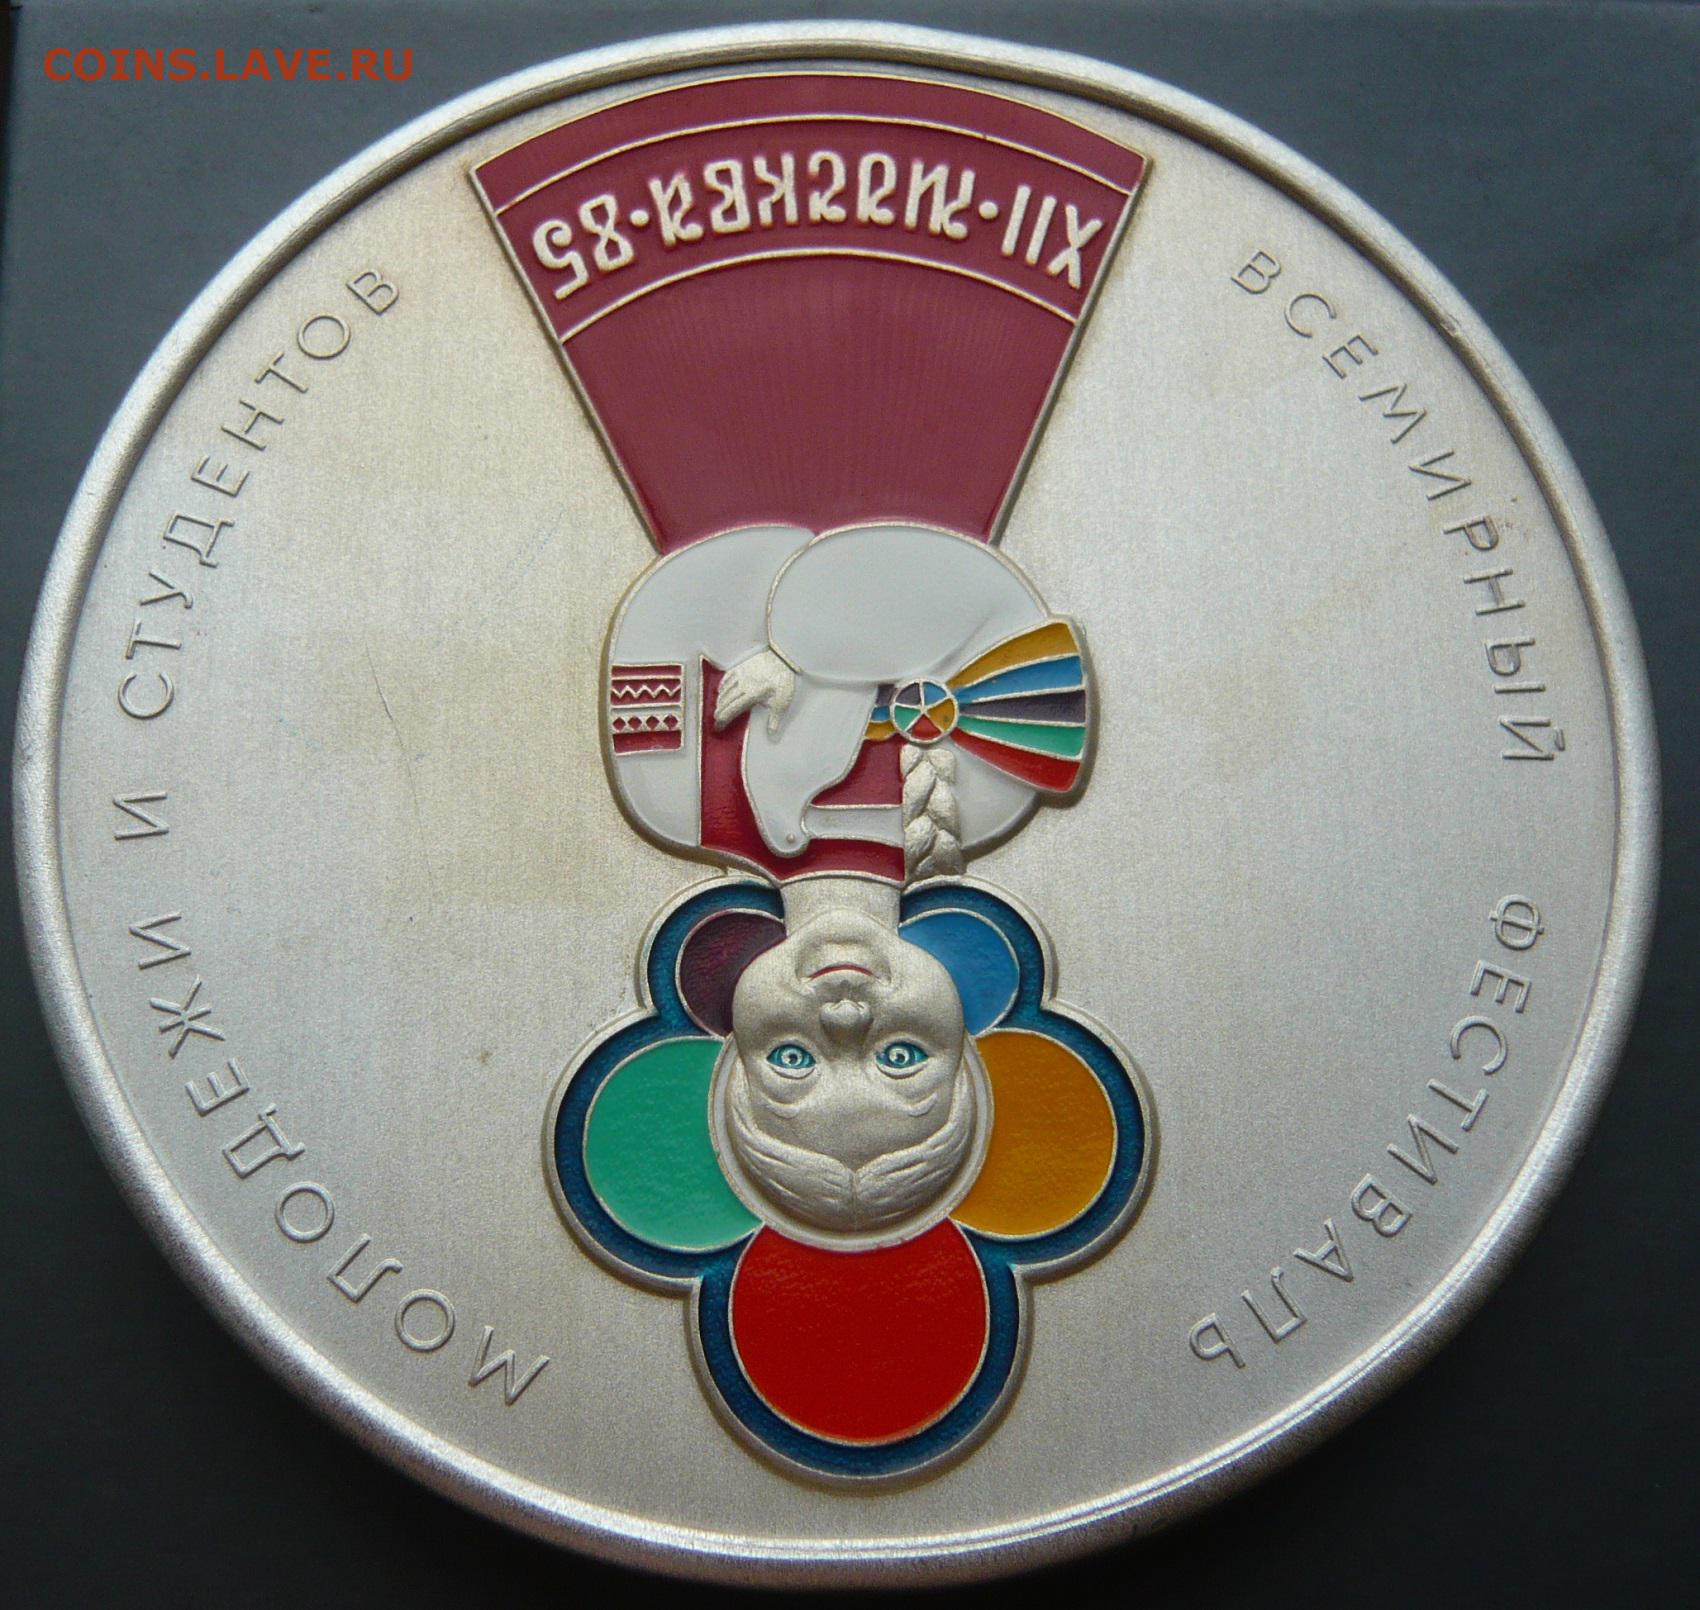 COINS.LAVE.RU
ВСЕМИРНЫЙ ФЕСТИВАЛЬ
МОЛОДЕЖИ И СТУДЕНТОВ
XII·МОСКВА·85